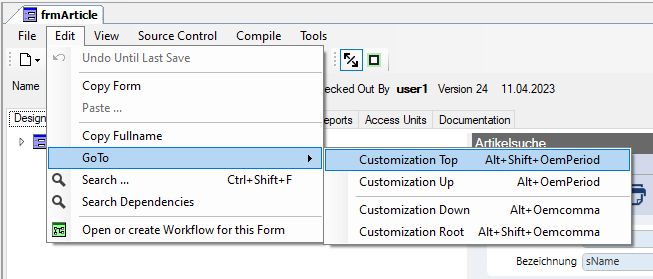 frmArticle
File Edit View Source Control Compile Tools
Undo Until Last Save
Copy Form
Name
ecked Out By user1 Version 24 11.04.2023
Paste ...
Design
eports Access Units Documentation
Copy Fullname
Artikelsuche
GoTo
Customization Top Alt+Shift+OemPeriod
Search ... Ctrl+Shift+F
Customization Up Alt+OemPeriod
Search Dependencies
Customization Down Alt+Oemcomma
Open or create Workflow for this Form
Customization Root Alt+Shift+Oemcomma
Bezeichnung sName